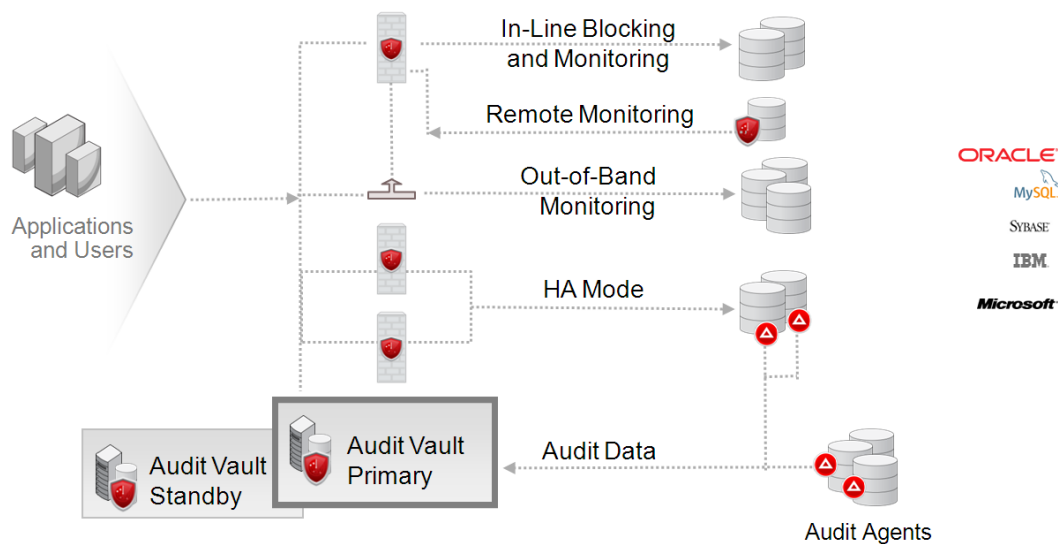 In-Line Blocking
and Monitoring
Remote Monitoring
Out-of-Band
Monitoring
Applications
and Users
HA Mode
ORACLE
MySQL
SYBASE
IBM
Microsoft
Audit Vault
Standby
Audit Vault
Primary
Audit Data
Audit Agents